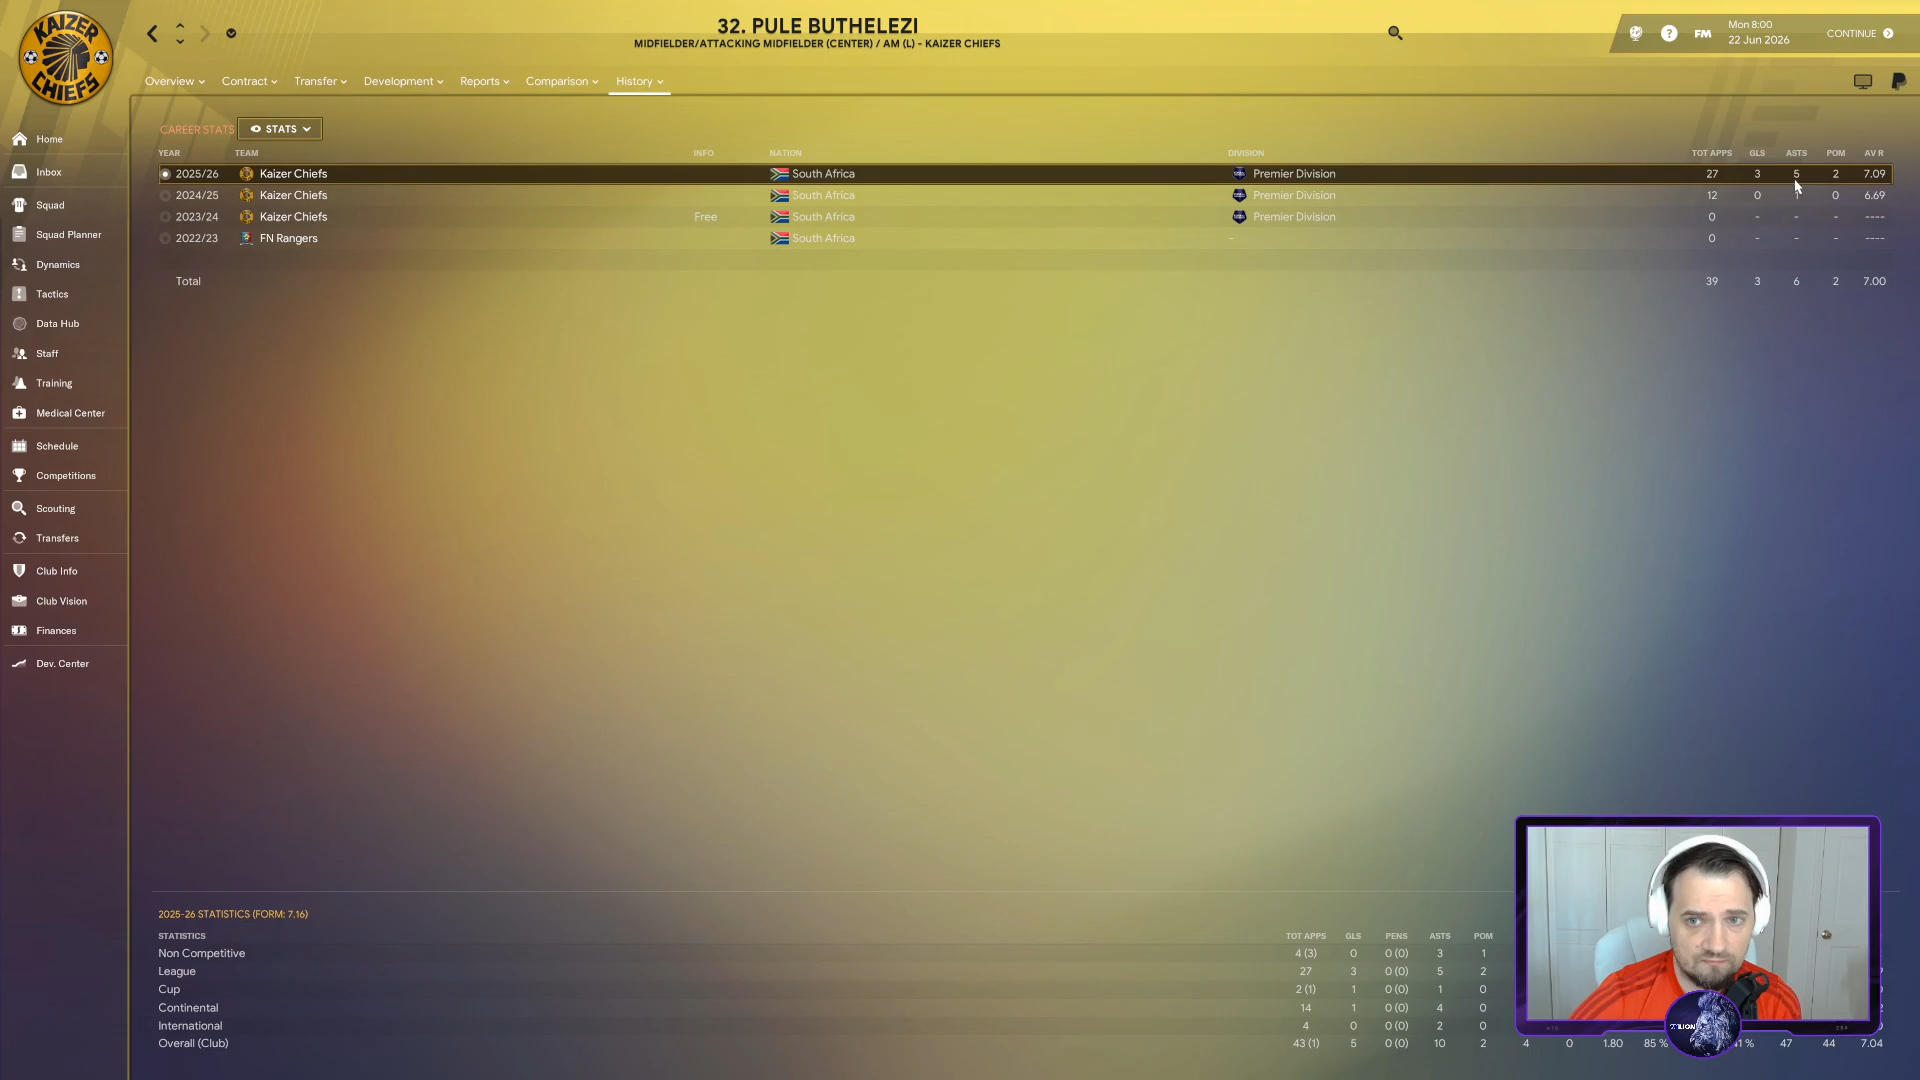 KAIZER
CHIEFS
32. PULE BUTHELEZI
MIDFIELDER/ATTACKING MIDFIELDER (CENTER) / AM (L) - KAIZER CHIEFS
FM
Mon 8:00
22 Jun 2026
CONTINUE
Overview
Contract
Transfer
Development
Reports
Comparison
History
Home
Inbox
Squad
Squad Planner
Dynamics
Tactics
Data Hub
Staff
Training
Medical Center
Schedule
Competitions
Scouting
Transfers
Club Info
Club Vision
Finances
Dev. Center
CAREER STATS STATS
YEAR TEAM INFO NATION DIVISION TOT APPS GLS ASTS POM AV R
2025/26 Kaizer Chiefs South Africa Premier Division 27 3 5 2 7.09
2024/25 Kaizer Chiefs South Africa Premier Division 12 0 1 0 6.69
2023/24 Kaizer Chiefs Free South Africa Premier Division 0 - - - ----
2022/23 FN Rangers South Africa - 0 - - - ----
Total 39 3 6 2 7.00
2025-26 STATISTICS (FORM: 7.16)
STATISTICS TOT APPS GLS PENS ASTS POM
Non Competitive 4 (3) 0 0 (0) 3 1
League 27 3 0 (0) 5 2
Cup 2 (1) 1 0 (0) 1 0
Continental 14 1 0 (0) 4 0
International 4 0 0 (0) 2 0
Overall (Club) 43 (1) 5 0 (0) 10 2 4 0 1.80 85 % 47 44 7.04